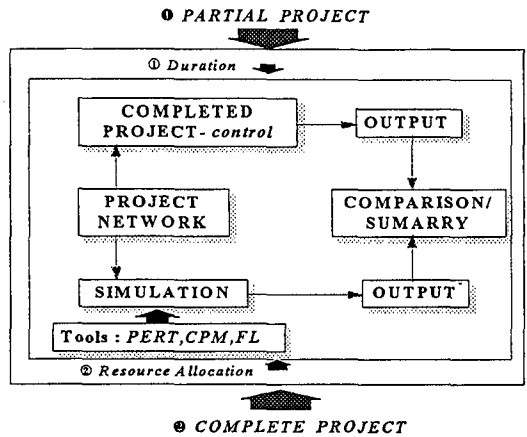 ❶ PARTIAL PROJECT
① Duration
COMPLETED
PROJECT - control
OUTPUT
PROJECT
NETWORK
COMPARISON/
SUMARRY
SIMULATION
OUTPUT
Tools : PERT,CPM,FL
② Resource Allocation
❷ COMPLETE PROJECT